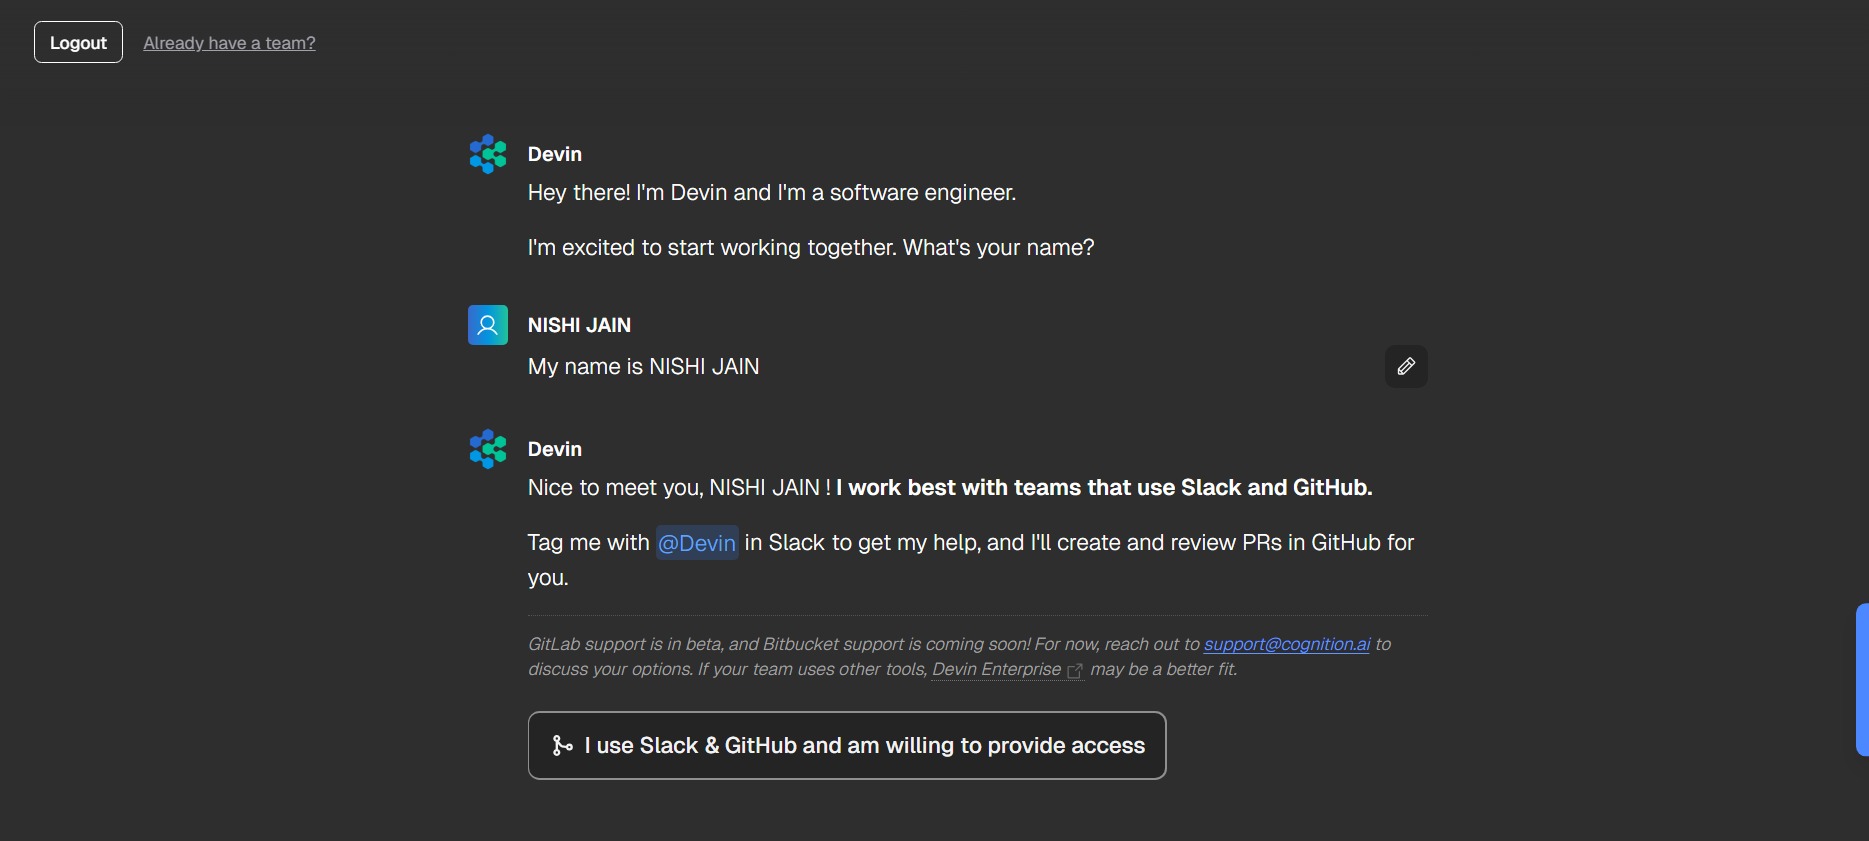 Logout
Already have a team?
Devin
Hey there! I'm Devin and I'm a software engineer.
I'm excited to start working together. What's your name?
NISHI JAIN
My name is NISHI JAIN
Devin
Nice to meet you, NISHI JAIN ! I work best with teams that use Slack and GitHub.
Tag me with @Devin in Slack to get my help, and I'll create and review PRs in GitHub for
you.
GitLab support is in beta, and Bitbucket support is coming soon! For now, reach out to support@cognition.ai to
discuss your options. If your team uses other tools, Devin Enterprise may be a better fit.
I use Slack & GitHub and am willing to provide access